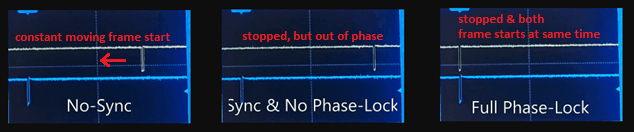 constant moving frame start
No-Sync
stopped, but out of phase
Sync & No Phase-Lock
stopped & both
frame starts at same time
Full Phase-Lock